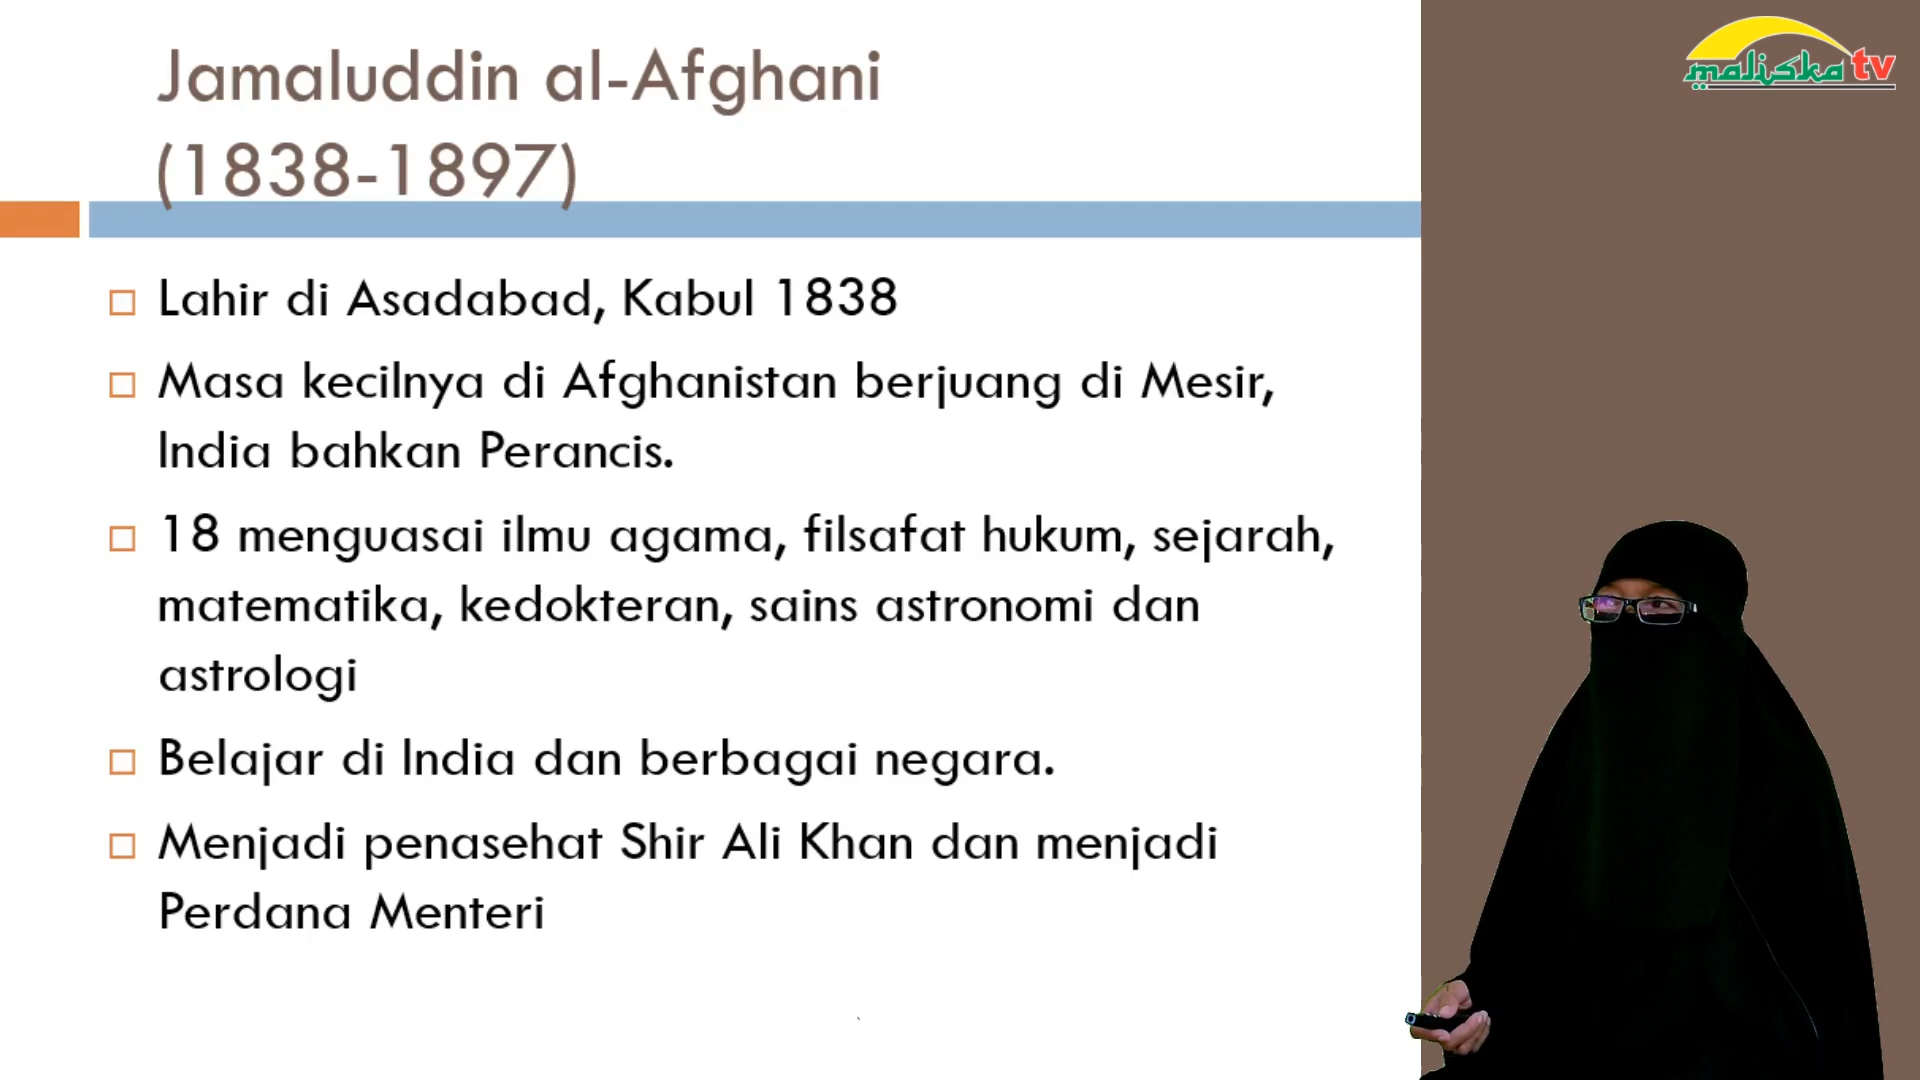 Jamaluddin al-Afghani
(1838-1897)
Lahir di Asadabad, Kabul 1838
Masa kecilnya di Afghanistan berjuang di Mesir,
India bahkan Perancis.
18 menguasai ilmu agama, filsafat hukum, sejarah,
matematika, kedokteran, sains astronomi dan
astrologi
Belajar di India dan berbagai negara.
Menjadi penasehat Shir Ali Khan dan menjadi
Perdana Menteri
maliska tv